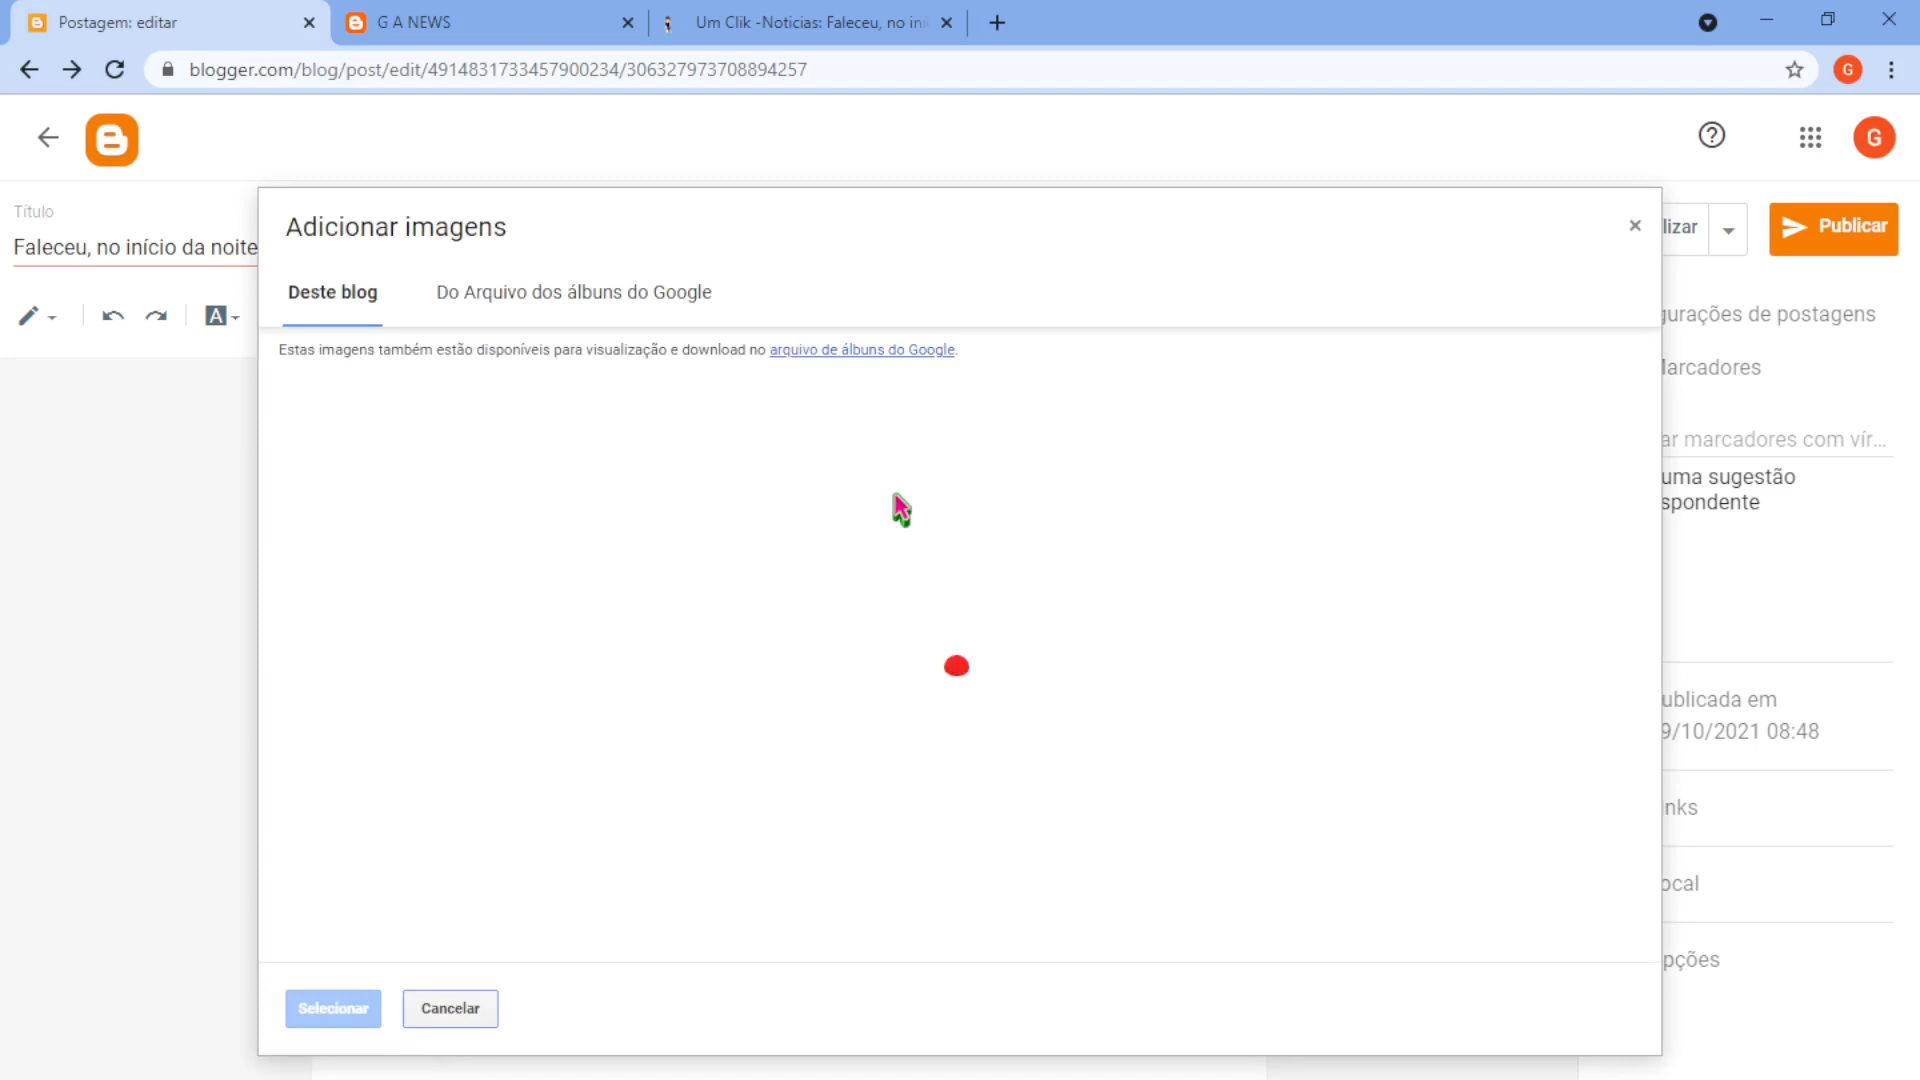 Postagem: editar
G A NEWS
Um Clik -Noticias: Faleceu, no iní
blogger.com/blog/post/edit/4914831733457900234/306327973708894257
G
G
Título
Faleceu, no início da noite
A
Adicionar imagens
lizar
Publicar
Deste blog
Do Arquivo dos álbuns do Google
Estas imagens também estão disponíveis para visualização e download no arquivo de álbuns do Google.
gurações de postagens
arcadores
ar marcadores com vír...
uma sugestão
spondente
ublicada em
9/10/2021 08:48
nks
ocal
pções
Selecionar
Cancelar